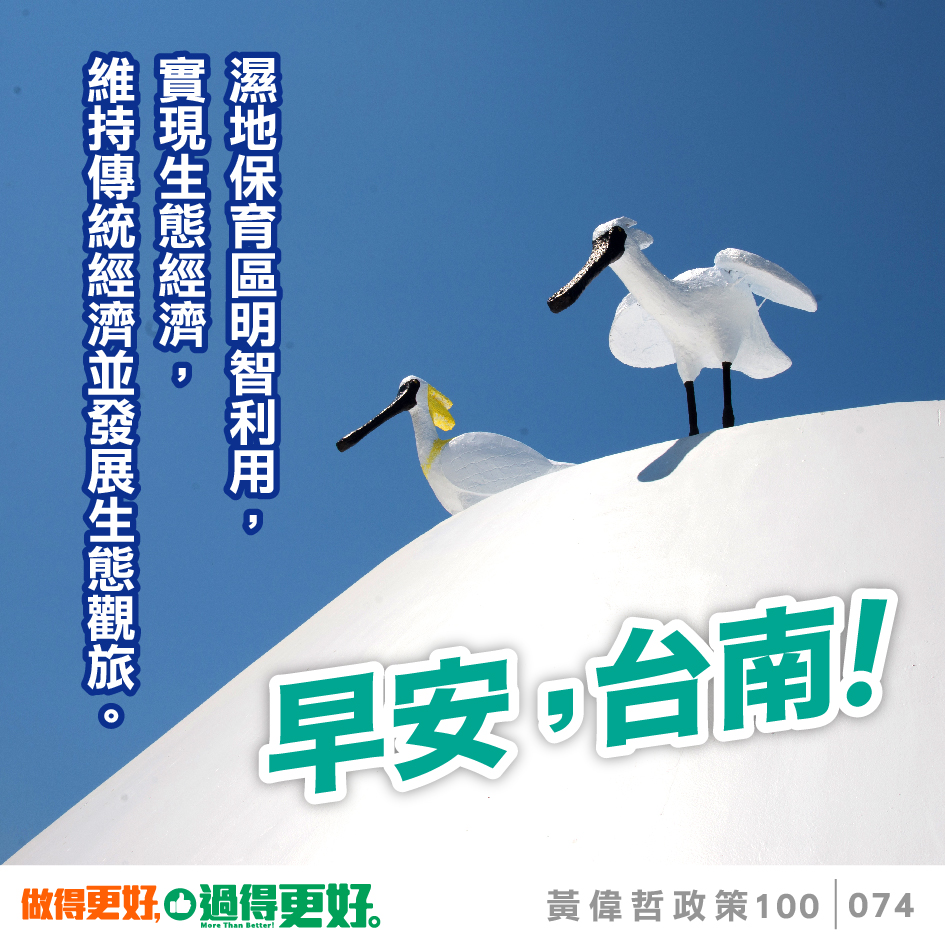 濕地保育區明智利用，
實現生態經濟，
維持傳統經濟並發展生態觀旅。
早安，台南！
做得更好，過得更好。
More Than Better!
黃偉哲政策100｜074